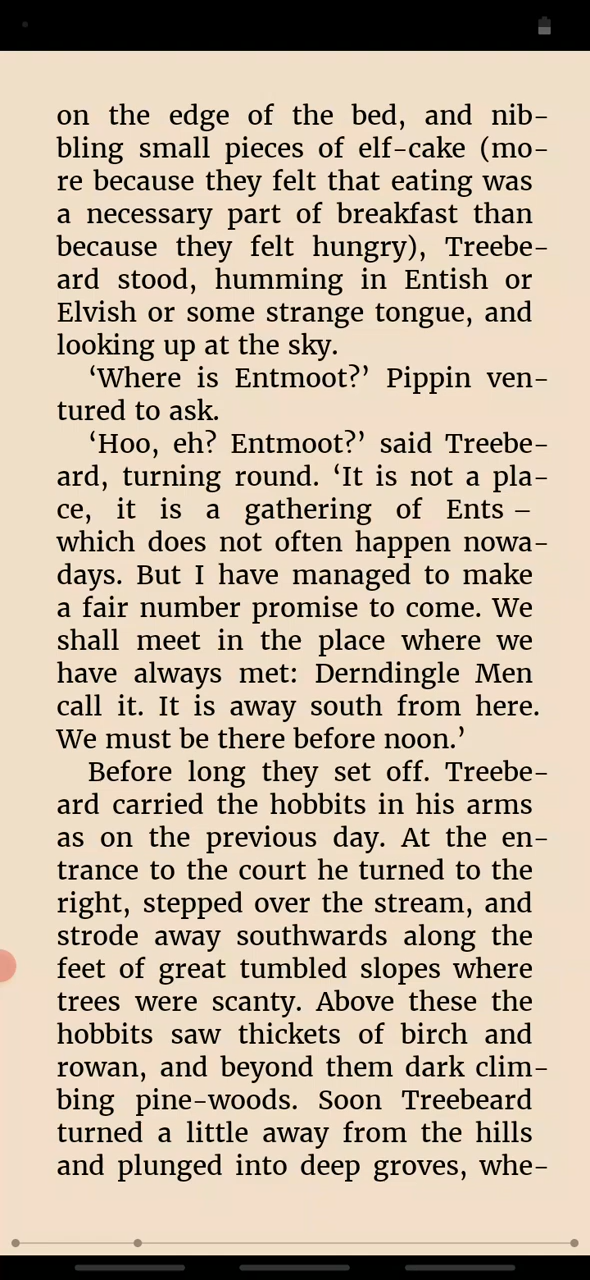 on the edge of the bed, and nib-
bling small pieces of elf-cake (mo-
re because they felt that eating was
a necessary part of breakfast than
because they felt hungry), Treebe-
ard stood, humming in Entish or
Elvish or some strange tongue, and
looking up at the sky.
‘Where is Entmoot?’ Pippin ven-
tured to ask.
‘Hoo, eh? Entmoot?’ said Treebe-
ard, turning round. ‘It is not a pla-
ce, it is a gathering of Ents –
which does not often happen nowa-
days. But I have managed to make
a fair number promise to come. We
shall meet in the place where we
have always met: Derndingle Men
call it. It is away south from here.
We must be there before noon.’
Before long they set off. Treebe-
ard carried the hobbits in his arms
as on the previous day. At the en-
trance to the court he turned to the
right, stepped over the stream, and
strode away southwards along the
feet of great tumbled slopes where
trees were scanty. Above these the
hobbits saw thickets of birch and
rowan, and beyond them dark clim-
bing pine-woods. Soon Treebeard
turned a little away from the hills
and plunged into deep groves, whe-